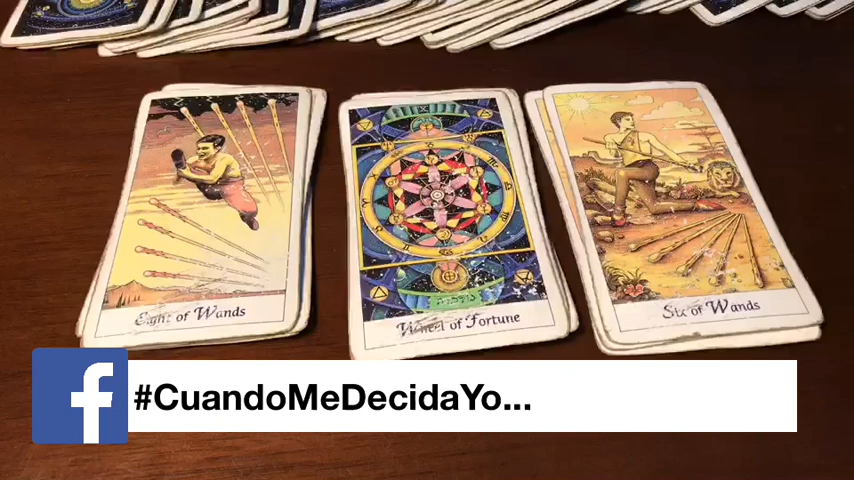 Eight of Wands
Wheel of Fortune
Six of Wands
#CuandoMeDecidaYo...